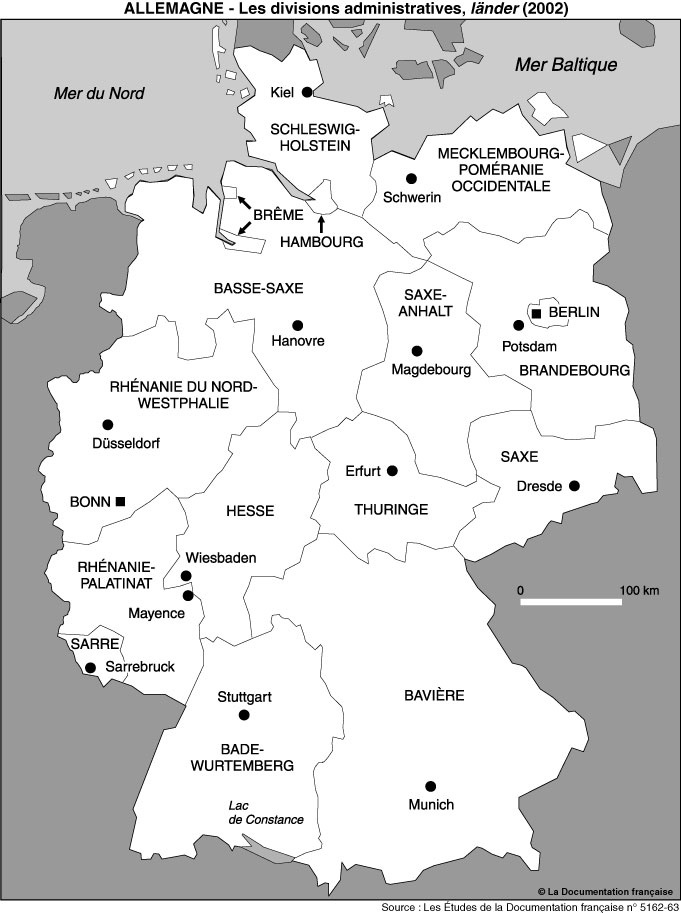 ALLEMAGNE - Les divisions administratives, länder (2002)
Mer du Nord
Mer Baltique
Kiel
SCHLESWIG-
HOLSTEIN
MECKLEMBOURG-
POMÉRANIE
OCCIDENTALE
Schwerin
BRÊME
HAMBOURG
BASSE-SAXE
Hanovre
SAXE-
ANHALT
Magdebourg
BERLIN
Potsdam
BRANDEBOURG
RHÉNANIE DU NORD-
WESTPHALIE
Düsseldorf
BONN
HESSE
Erfurt
THURINGE
SAXE
Dresde
Wiesbaden
RHÉNANIE-
PALATINAT
Mayence
SARRE
Sarrebruck
0 100 km
Stuttgart
BADE-
WURTEMBERG
BAVIÈRE
Munich
Lac
de Constance
© La Documentation française
Source : Les Études de la Documentation française n° 5162-63